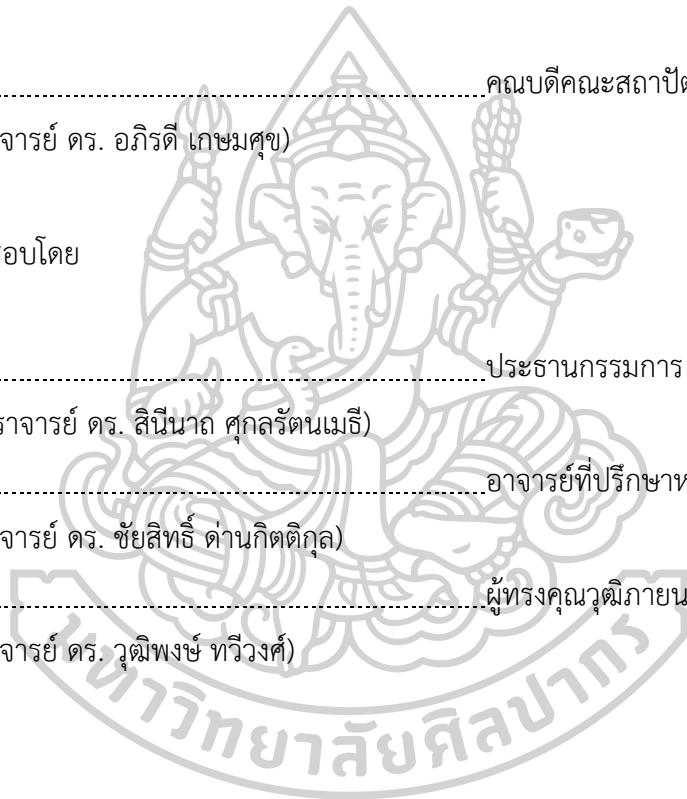 คณบดีคณะสถาปัต
จารย์ ดร. อภิรดี เกษมศุข)
อบโดย
ประธานกรรมการ
ราจารย์ ดร. สินีนาถ ศุกลรัตนเมธี)
อาจารย์ที่ปรึกษาห
จารย์ ดร. ชัยสิทธิ์ ด่านกิตติกุล)
ผู้ทรงคุณวุฒิภายน
จารย์ ดร. วุฒิพงษ์ ทวีวงศ์)
มหาวิทยาลัยศิลปากร